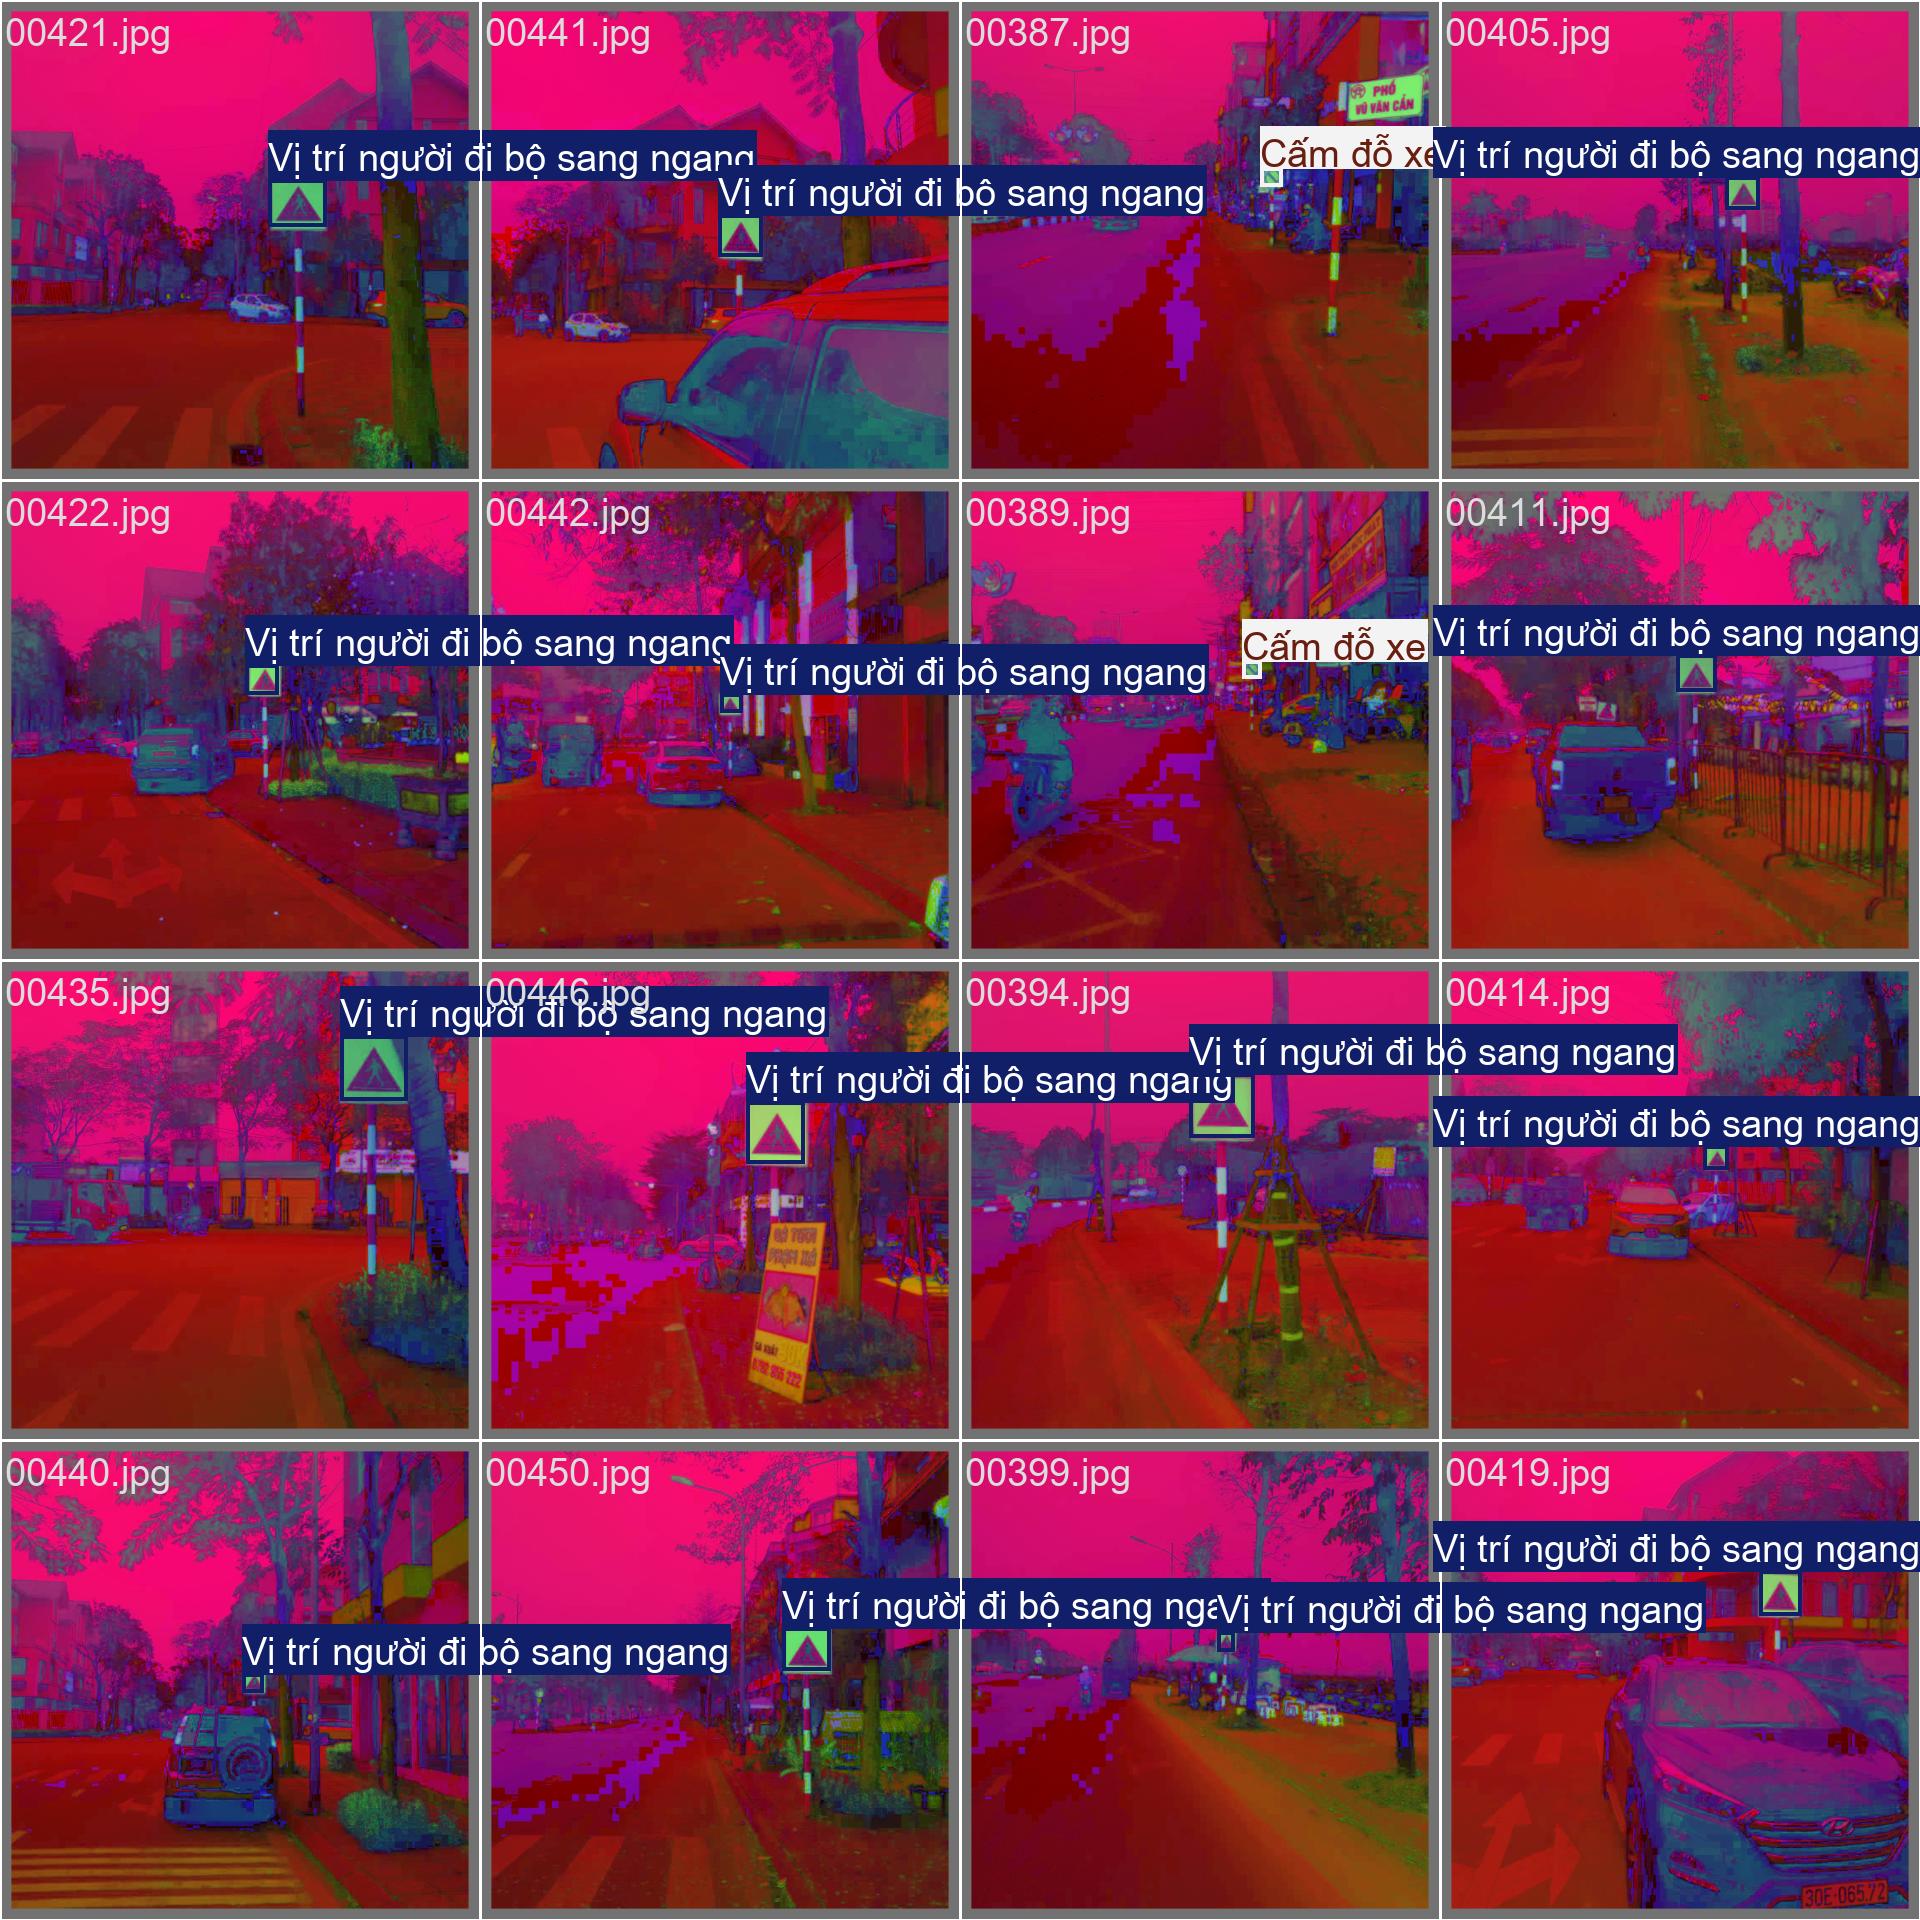 00421.jpg
Vị trí người đi bộ sang ngang
00441.jpg
Vị trí người đi bộ sang ngang
00387.jpg
PHỐ
VŨ VĂN CẨN
Cấm đỗ xe
00405.jpg
Vị trí người đi bộ sang ngang
00422.jpg
Vị trí người đi bộ sang ngang
00442.jpg
Vị trí người đi bộ sang ngang
00389.jpg
Cấm đỗ xe
00411.jpg
Vị trí người đi bộ sang ngang
00435.jpg
Vị trí người đi bộ sang ngang
00446.jpg
Vị trí người đi bộ sang ngang
0792 855 222
00394.jpg
Vị trí người đi bộ sang ngang
00414.jpg
Vị trí người đi bộ sang ngang
00440.jpg
Vị trí người đi bộ sang ngang
00450.jpg
Vị trí người đi bộ sang nga
00399.jpg
Vị trí người đi bộ sang ngang
00419.jpg
Vị trí người đi bộ sang ngang
30E-065.72